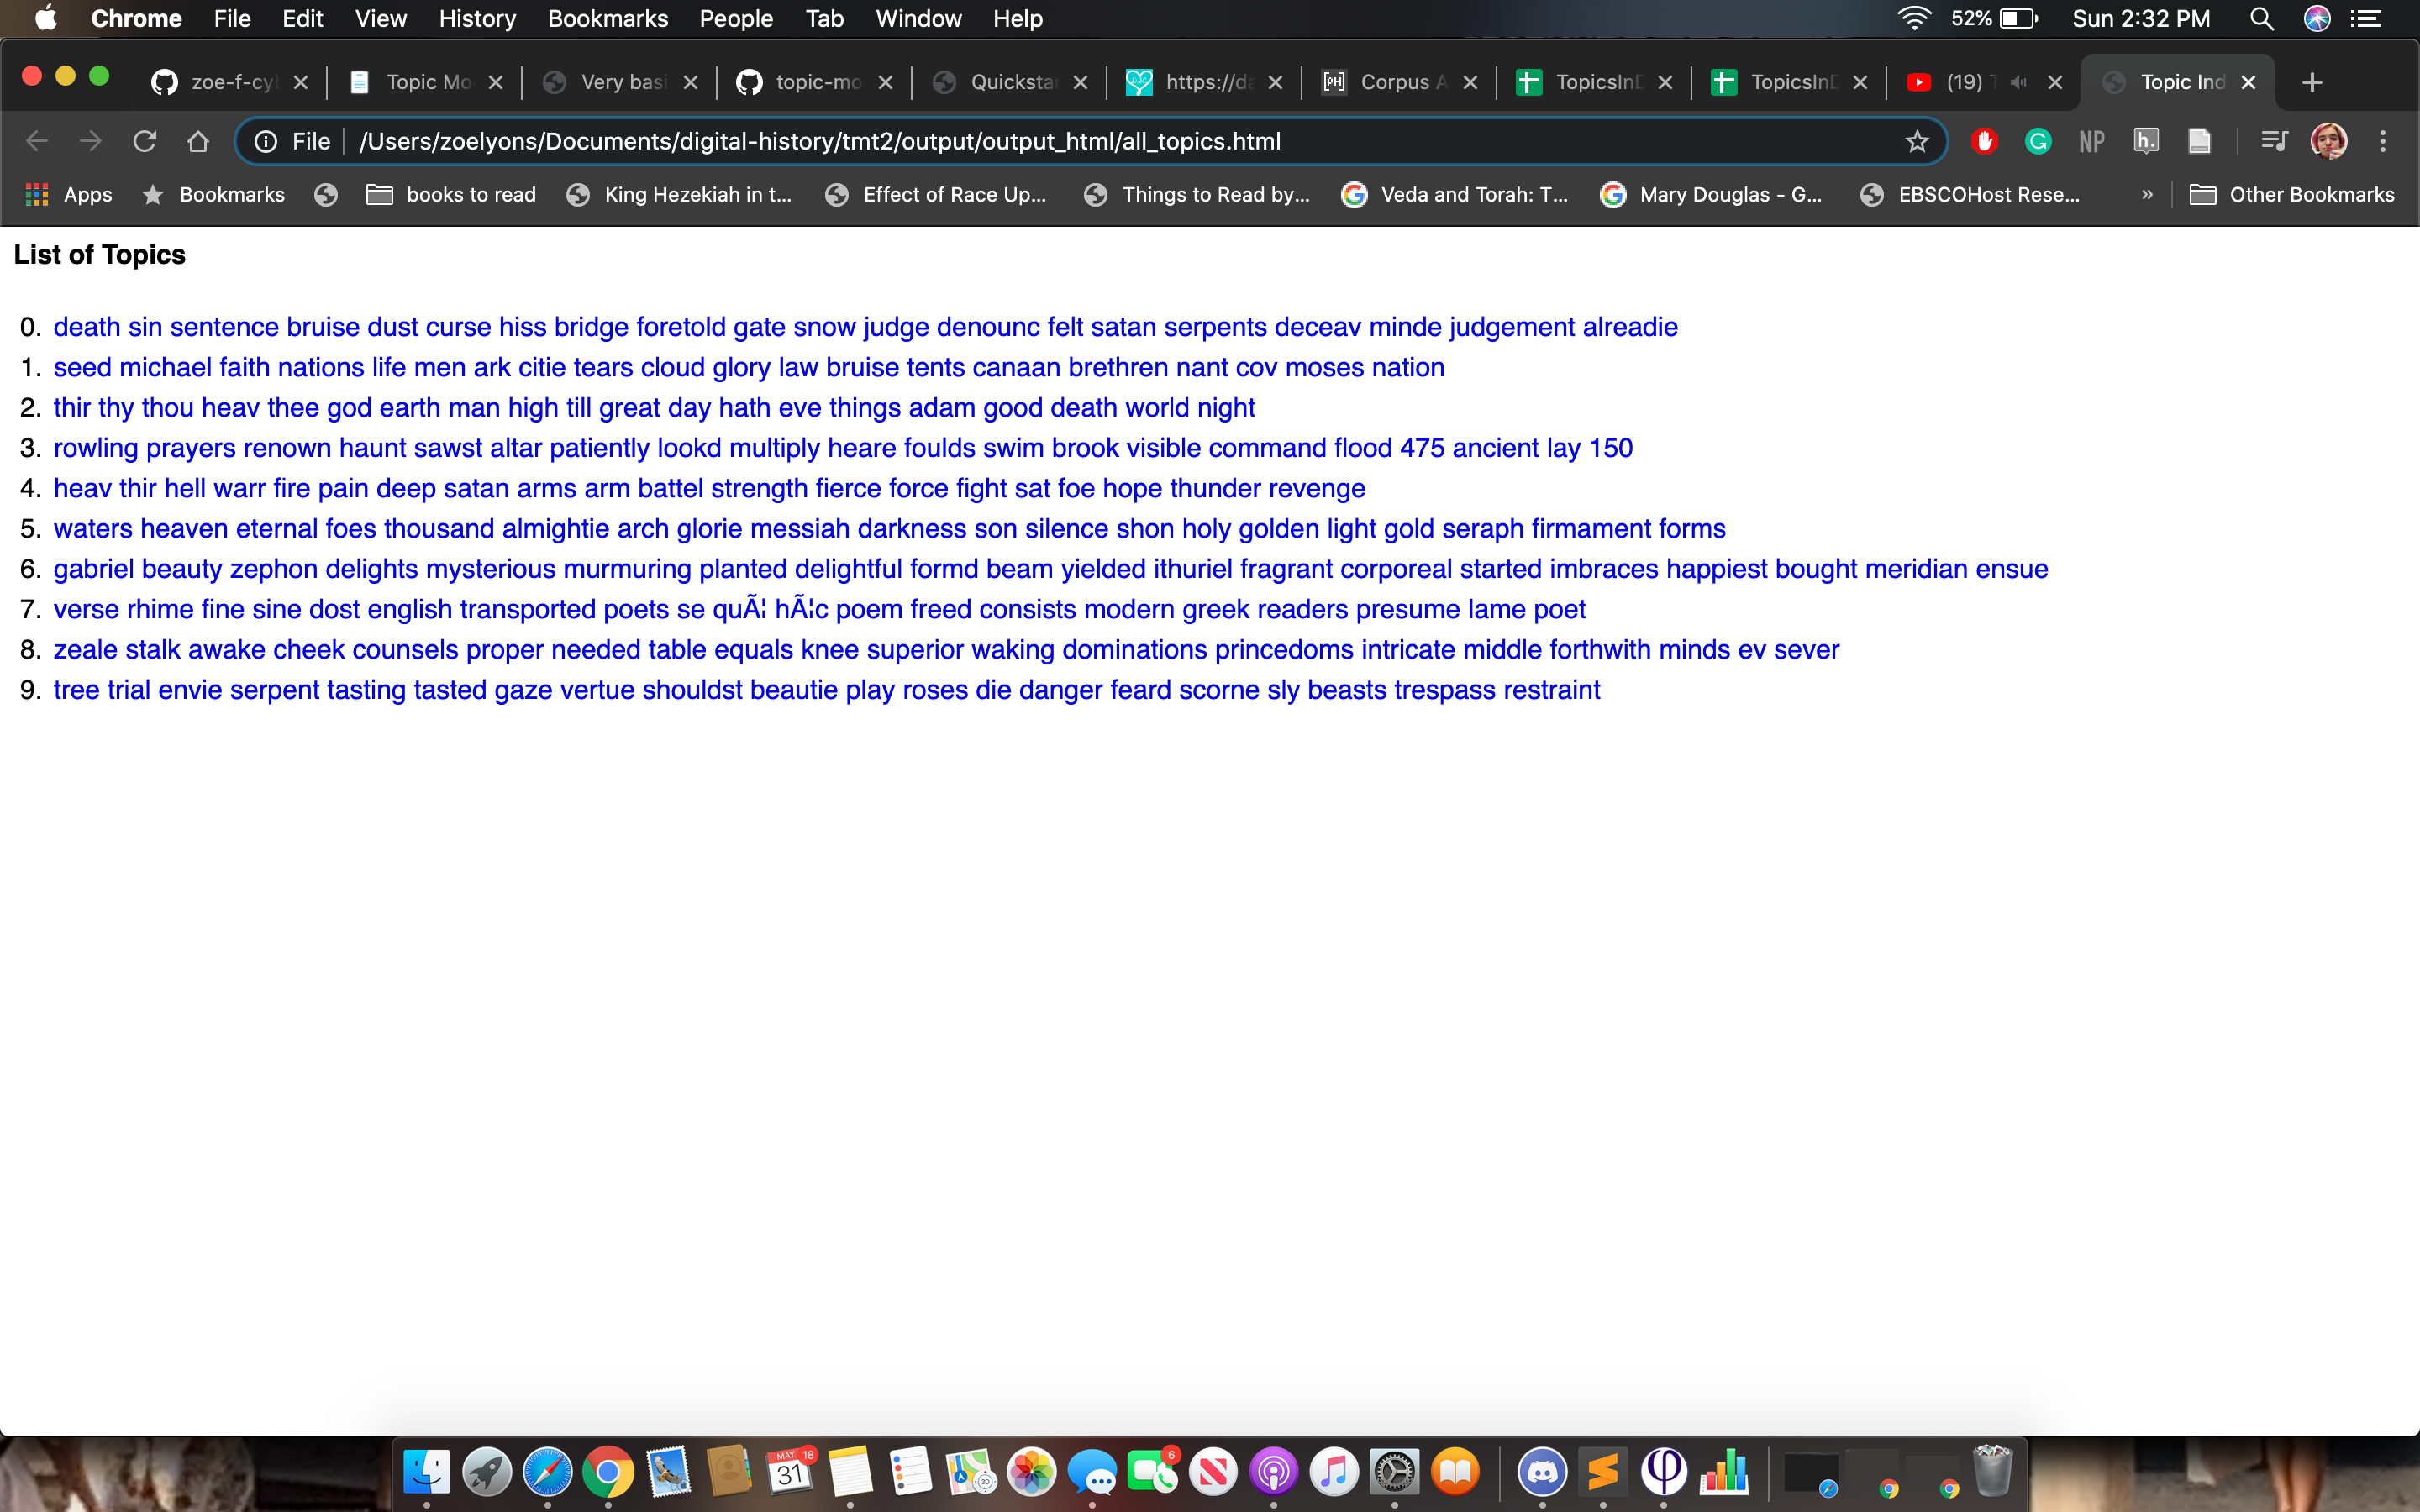 Chrome File Edit View History Bookmarks People Tab Window Help 52% Sun 2:32 PM
zoe-f-cyl Topic Mo Very basi topic-mo Quicksta https://da Corpus A TopicsInD TopicsInD (19) T Topic Ind
File /Users/zoelyons/Documents/digital-history/tmt2/output/output_html/all_topics.html NP h.
Apps Bookmarks books to read King Hezekiah in t... Effect of Race Up... Things to Read by... Veda and Torah: T... Mary Douglas - G... EBSCOHost Rese... » Other Bookmarks
List of Topics
0. death sin sentence bruise dust curse hiss bridge foretold gate snow judge denounc felt satan serpents deceav minde judgement alreadie
1. seed michael faith nations life men ark citie tears cloud glory law bruise tents canaan brethren nant cov moses nation
2. thir thy thou heav thee god earth man high till great day hath eve things adam good death world night
3. rowling prayers renown haunt sawst altar patiently lookd multiply heare foulds swim brook visible command flood 475 ancient lay 150
4. heav thir hell warr fire pain deep satan arms arm battel strength fierce force fight sat foe hope thunder revenge
5. waters heaven eternal foes thousand almightie arch glorie messiah darkness son silence shon holy golden light gold seraph firmament forms
6. gabriel beauty zephon delights mysterious murmuring planted delightful formd beam yielded ithuriel fragrant corporeal started imbraces happiest bought meridian ensue
7. verse rhime fine sine dost english transported poets se quÃ¦ hÃ¦c poem freed consists modern greek readers presume lame poet
8. zeale stalk awake cheek counsels proper needed table equals knee superior waking dominations princedoms intricate middle forthwith minds ev sever
9. tree trial envie serpent tasting tasted gaze vertue shouldst beautie play roses die danger feard scorne sly beasts trespass restraint
MAY 18 31 3D 6